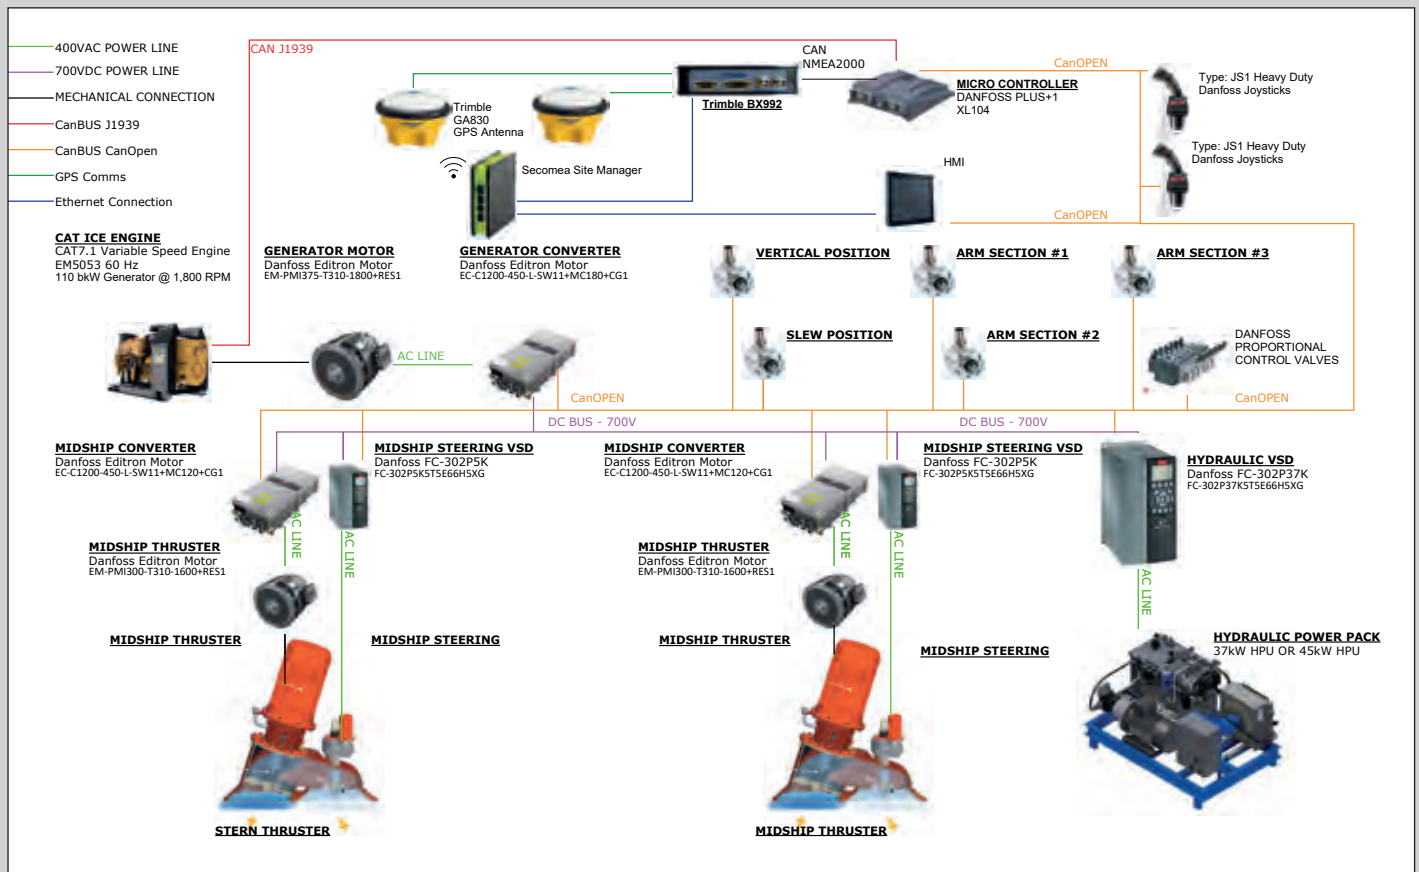 400VAC POWER LINE
700VDC POWER LINE
MECHANICAL CONNECTION
CanBUS J1939
CanBUS CanOpen
GPS Comms
Ethernet Connection
CAN J1939
Trimble
GA830
GPS Antenna
Trimble BX992
CAN
NMEA2000
MICRO CONTROLLER
DANFOSS PLUS+1
XL104
CanOPEN
Type: JS1 Heavy Duty
Danfoss Joysticks
Type: JS1 Heavy Duty
Danfoss Joysticks
Secomea Site Manager
HMI
CanOPEN
CAT ICE ENGINE
CAT7.1 Variable Speed Engine
EM5053 60 Hz
110 bkW Generator @ 1,800 RPM
GENERATOR MOTOR
Danfoss Editron Motor
EM-PMI375-T310-1800+RES1
GENERATOR CONVERTER
Danfoss Editron Motor
EC-C1200-450-L-SW11+MC180+CG1
VERTICAL POSITION
ARM SECTION #1
ARM SECTION #3
SLEW POSITION
ARM SECTION #2
DANFOSS
PROPORTIONAL
CONTROL VALVES
AC LINE
CanOPEN
CanOPEN
DC BUS - 700V
DC BUS - 700V
MIDSHIP CONVERTER
Danfoss Editron Motor
EC-C1200-450-L-SW11+MC120+CG1
MIDSHIP STEERING VSD
Danfoss FC-302P5K
FC-302P5K5T5E66H5XG
MIDSHIP CONVERTER
Danfoss Editron Motor
EC-C1200-450-L-SW11+MC120+CG1
MIDSHIP STEERING VSD
Danfoss FC-302P5K
FC-302P5K5T5E66H5XG
HYDRAULIC VSD
Danfoss FC-302P37K
FC-302P37K5T5E66H5XG
AC LINE
AC LINE
AC LINE
AC LINE
AC LINE
MIDSHIP THRUSTER
Danfoss Editron Motor
EM-PMI300-T310-1600+RES1
MIDSHIP THRUSTER
Danfoss Editron Motor
EM-PMI300-T310-1600+RES1
MIDSHIP THRUSTER
MIDSHIP STEERING
MIDSHIP THRUSTER
MIDSHIP STEERING
HYDRAULIC POWER PACK
37kW HPU OR 45kW HPU
STERN THRUSTER
MIDSHIP THRUSTER